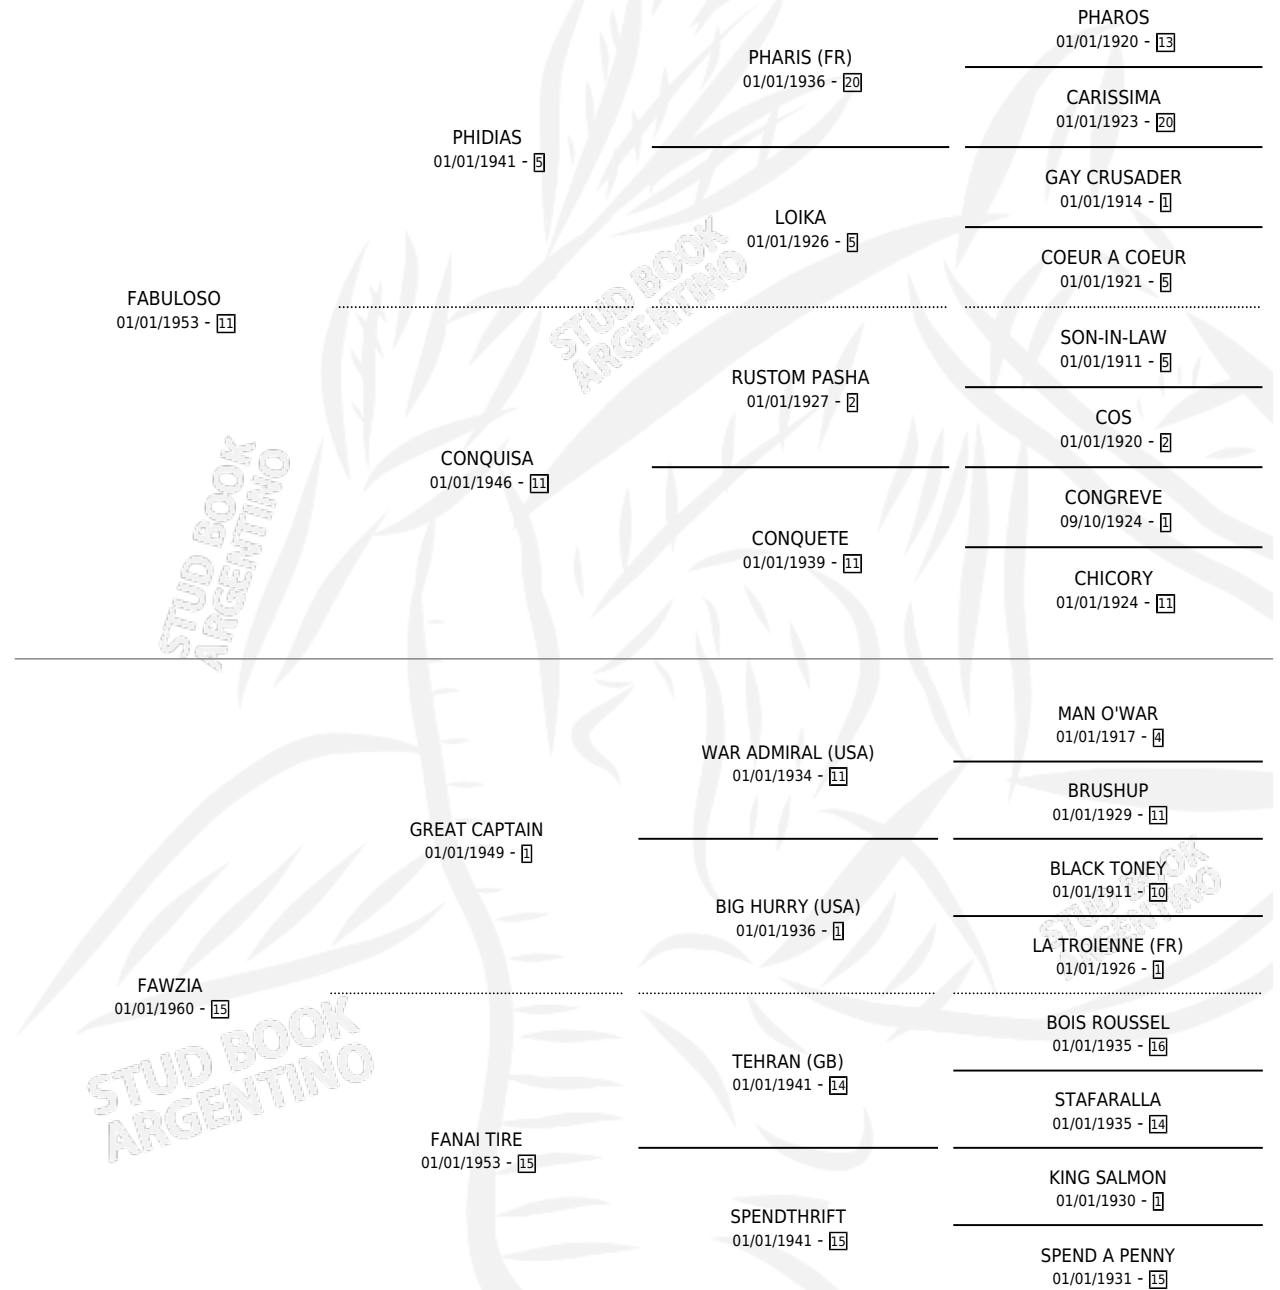 PHAROS
01/01/1920 - 13
PHARIS (FR)
01/01/1936 - 20
CARISSIMA
01/01/1923 - 20
PHIDIAS
01/01/1941 - 5
GAY CRUSADER
01/01/1914 - 1
LOIKA
01/01/1926 - 5
COEUR A COEUR
01/01/1921 - 5
FABULOSO
01/01/1953 - 11
STUD BOOK
ARGENTINO
SON-IN-LAW
01/01/1911 - 5
RUSTOM PASHA
01/01/1927 - 2
COS
01/01/1920 - 2
CONQUISA
01/01/1946 - 11
CONGREVE
09/10/1924 - 1
CONQUETE
01/01/1939 - 11
CHICORY
01/01/1924 - 11
STUD BOOK
ARGENTINO
MAN O'WAR
01/01/1917 - 4
WAR ADMIRAL (USA)
01/01/1934 - 11
BRUSHUP
01/01/1929 - 11
GREAT CAPTAIN
01/01/1949 - 1
BLACK TONEY
01/01/1911 - 10
BIG HURRY (USA)
01/01/1936 - 1
STUD BOOK
ARGENTINO
LA TROIENNE (FR)
01/01/1926 - 1
FAWZIA
01/01/1960 - 15
BOIS ROUSSEL
01/01/1935 - 16
TEHRAN (GB)
01/01/1941 - 14
STUD BOOK
ARGENTINO
STAFARALLA
01/01/1935 - 14
FANAI TIRE
01/01/1953 - 15
KING SALMON
01/01/1930 - 1
SPENDTHRIFT
01/01/1941 - 15
SPEND A PENNY
01/01/1931 - 15